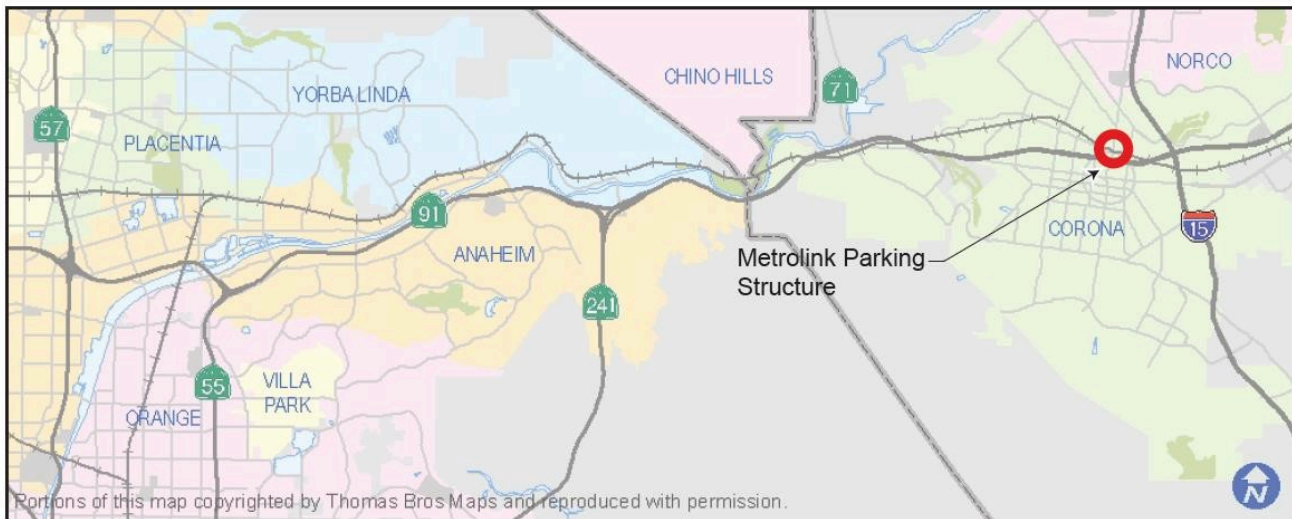 CHINO HILLS
NORCO
71
YORBA LINDA
57
PLACENTIA
91
ANAHEIM
CORONA
15
Metrolink Parking
Structure
241
55
VILLA
PARK
ORANGE
Portions of this map copyrighted by Thomas Bros Maps and reproduced with permission.
N